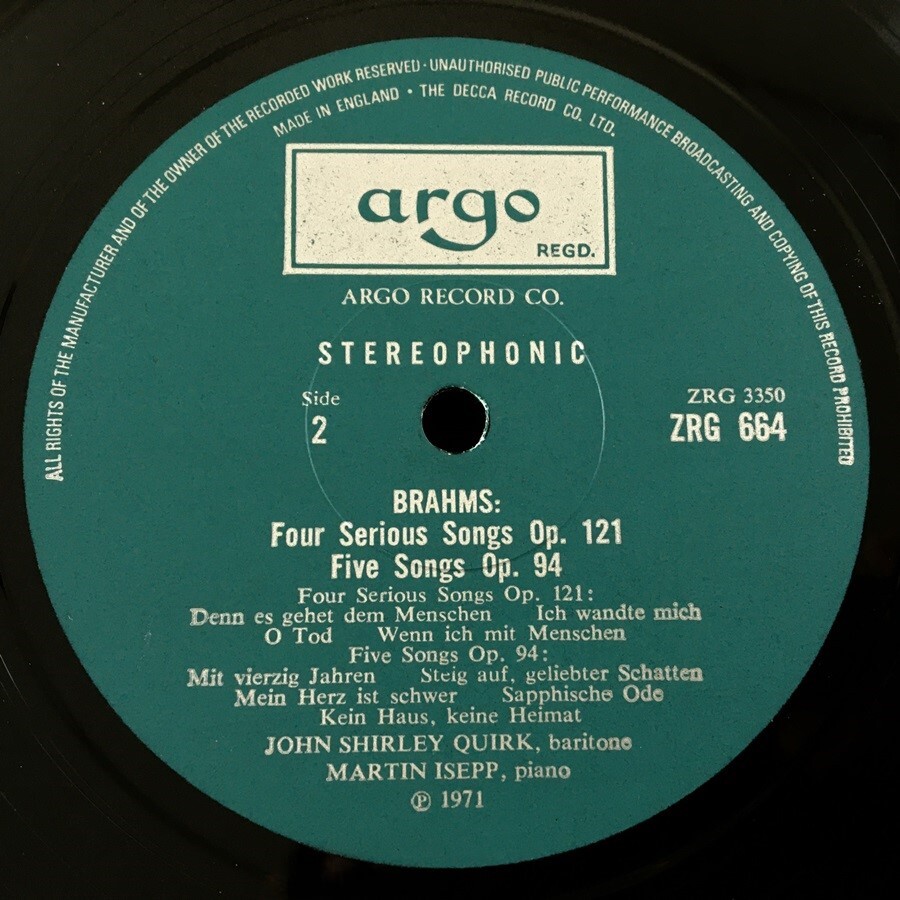 ALL RIGHTS OF THE MANUFACTURER AND OF THE OWNER OF THE RECORDED WORK RESERVED · UNAUTHORISED PUBLIC PERFORMANCE BROADCASTING AND COPYING OF THIS RECORD PROHIBITED
MADE IN ENGLAND • THE DECCA RECORD CO. LTD.
argo
REGD.
ARGO RECORD CO.
STEREOPHONIC
Side
2
ZRG 3350
ZRG 664
BRAHMS:
Four Serious Songs Op. 121
Five Songs Op. 94
Four Serious Songs Op. 121:
Denn es gehet dem Menschen Ich wandte mich
O Tod Wenn ich mit Menschen
Five Songs Op. 94:
Mit vierzig Jahren Steig auf, geliebter Schatten
Mein Herz ist schwer Sapphische Ode
Kein Haus, keine Heimat
JOHN SHIRLEY QUIRK, baritone
MARTIN ISEPP, piano
℗ 1971